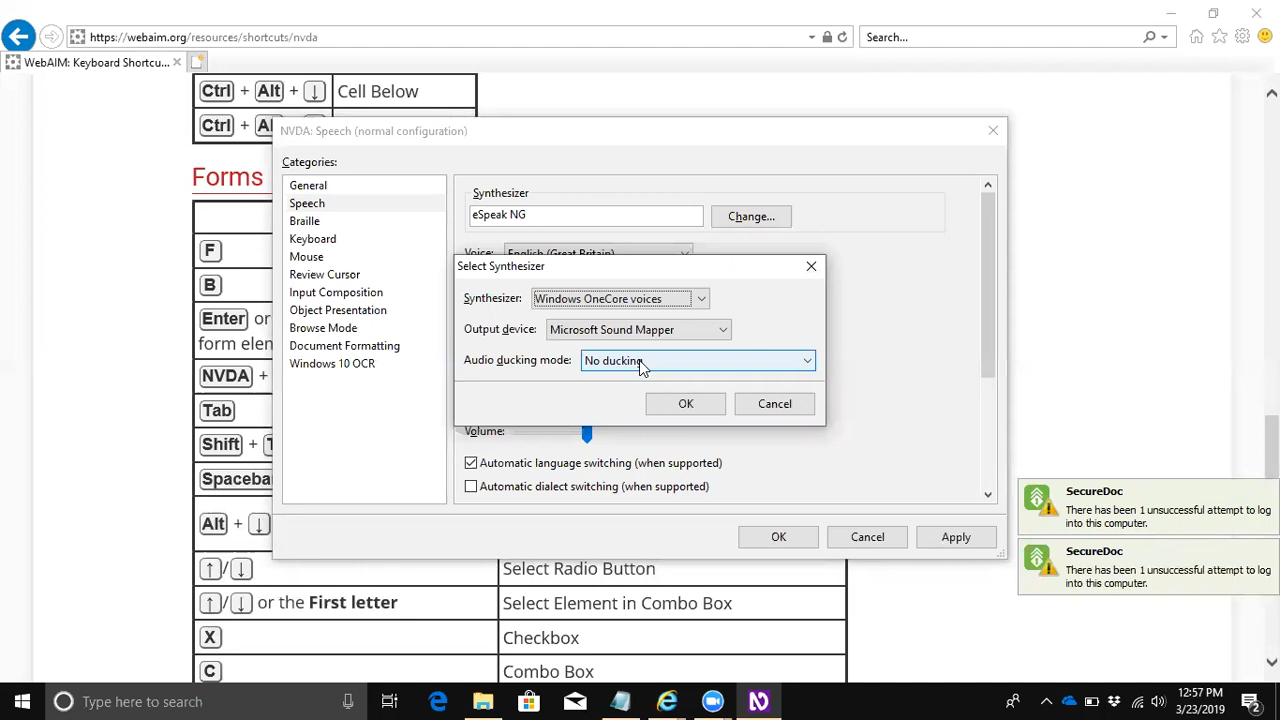 https://webaim.org/resources/shortcuts/nvda
Search...
WebAIM: Keyboard Shortcu...
Ctrl + Alt + ↓ Cell Below
Ctrl +
Forms
F
B
Enter or
form elem
NVDA +
Tab
Shift +
Spaceba
Alt + ↓
↑/↓ Select Radio Button
↑/↓ or the First letter Select Element in Combo Box
X Checkbox
C Combo Box
NVDA: Speech (normal configuration)
Categories:
General
Speech
Braille
Keyboard
Mouse
Review Cursor
Input Composition
Object Presentation
Browse Mode
Document Formatting
Windows 10 OCR
Synthesizer
eSpeak NG Change...
Voice: English (Great Britain)
Select Synthesizer
Synthesizer: Windows OneCore voices
Output device: Microsoft Sound Mapper
Audio ducking mode: No ducking
OK Cancel
Volume:
Automatic language switching (when supported)
Automatic dialect switching (when supported)
OK Cancel Apply
SecureDoc
There has been 1 unsuccessful attempt to log
into this computer.
SecureDoc
There has been 1 unsuccessful attempt to log
into this computer.
Type here to search
12:57 PM
3/23/2019
2